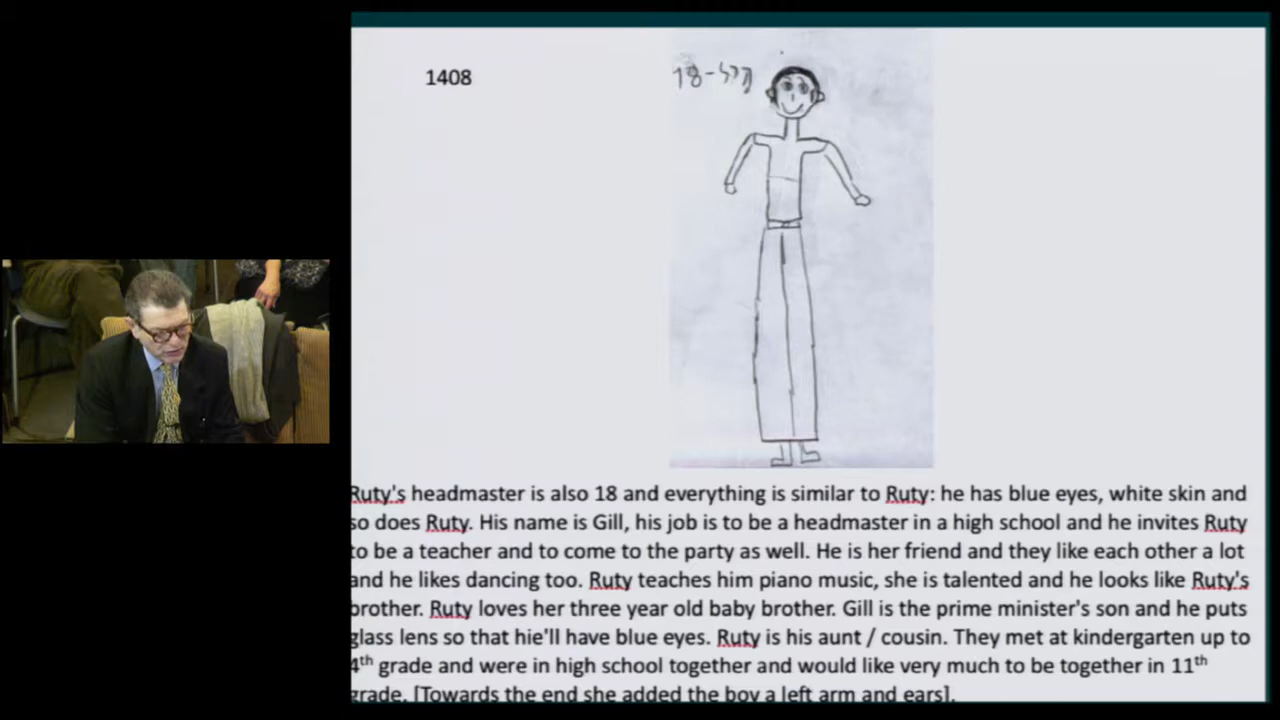 1408
Ruty's headmaster is also 18 and everything is similar to Ruty: he has blue eyes, white skin and
so does Ruty. His name is Gill, his job is to be a headmaster in a high school and he invites Ruty
to be a teacher and to come to the party as well. He is her friend and they like each other a lot
and he likes dancing too. Ruty teaches him piano music, she is talented and he looks like Ruty's
brother. Ruty loves her three year old baby brother. Gill is the prime minister's son and he puts
glass lens so that hie'll have blue eyes. Ruty is his aunt / cousin. They met at kindergarten up to
4th grade and were in high school together and would like very much to be together in 11th
grade. [Towards the end she added the boy a left arm and ears].